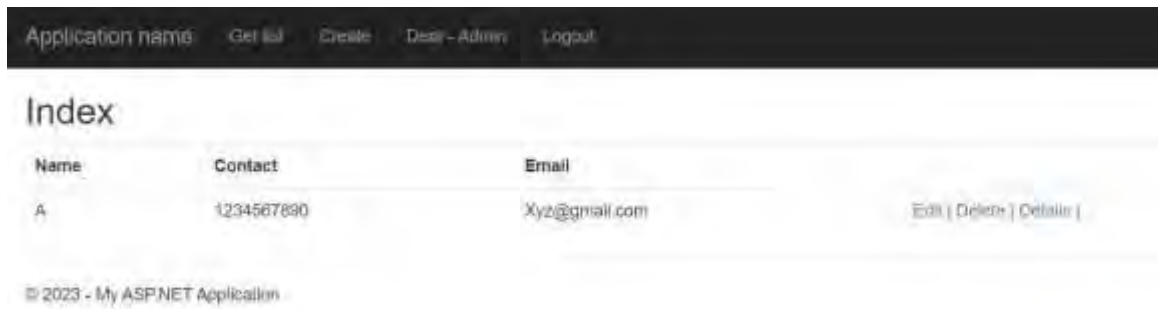 Application name Get list Create Dear - Admin Logout
Index
Name Contact Email
A 1234567890 Xyz@gmail.com Edit | Delete | Details |
© 2023 - My ASP.NET Application